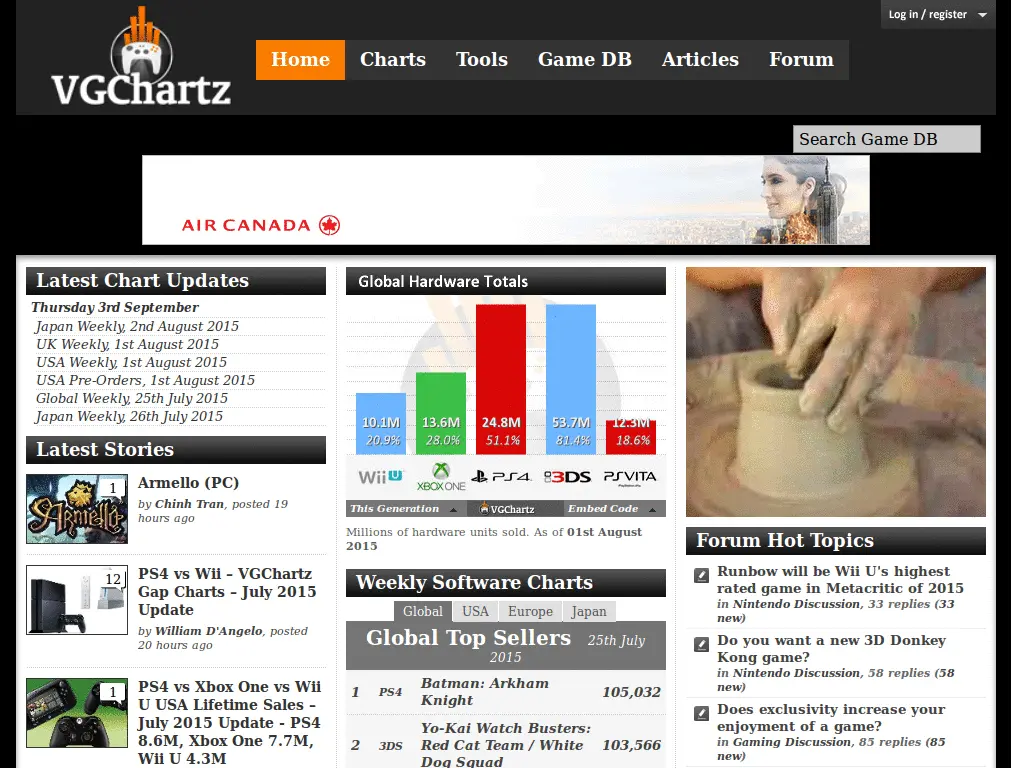 Log in / register
VGChartz
Home Charts Tools Game DB Articles Forum
Search Game DB
AIR CANADA
Latest Chart Updates
Thursday 3rd September
Japan Weekly, 2nd August 2015
UK Weekly, 1st August 2015
USA Weekly, 1st August 2015
USA Pre-Orders, 1st August 2015
Global Weekly, 25th July 2015
Japan Weekly, 26th July 2015
Latest Stories
1
Armello
Armello (PC)
by Chinh Tran, posted 19
hours ago
12
PS4 vs Wii – VGChartz
Gap Charts – July 2015
Update
by William D'Angelo, posted
20 hours ago
1
PS4 vs Xbox One vs Wii
U USA Lifetime Sales –
July 2015 Update - PS4
8.6M, Xbox One 7.7M,
Wii U 4.3M
Global Hardware Totals
10.1M 13.6M 24.8M 53.7M 12.3M
20.9% 28.0% 51.1% 81.4% 18.6%
WiiU XBOX ONE PS4 3DS PSVITA
This Generation VGChartz Embed Code
Millions of hardware units sold. As of 01st August
2015
Weekly Software Charts
Global USA Europe Japan
Global Top Sellers 25th July
2015
1 PS4 Batman: Arkham
Knight 105,032
2 3DS Yo-Kai Watch Busters:
Red Cat Team / White
Dog Squad 103,566
Forum Hot Topics
Runbow will be Wii U's highest
rated game in Metacritic of 2015
in Nintendo Discussion, 33 replies (33
new)
Do you want a new 3D Donkey
Kong game?
in Nintendo Discussion, 58 replies (58
new)
Does exclusivity increase your
enjoyment of a game?
in Gaming Discussion, 85 replies (85
new)